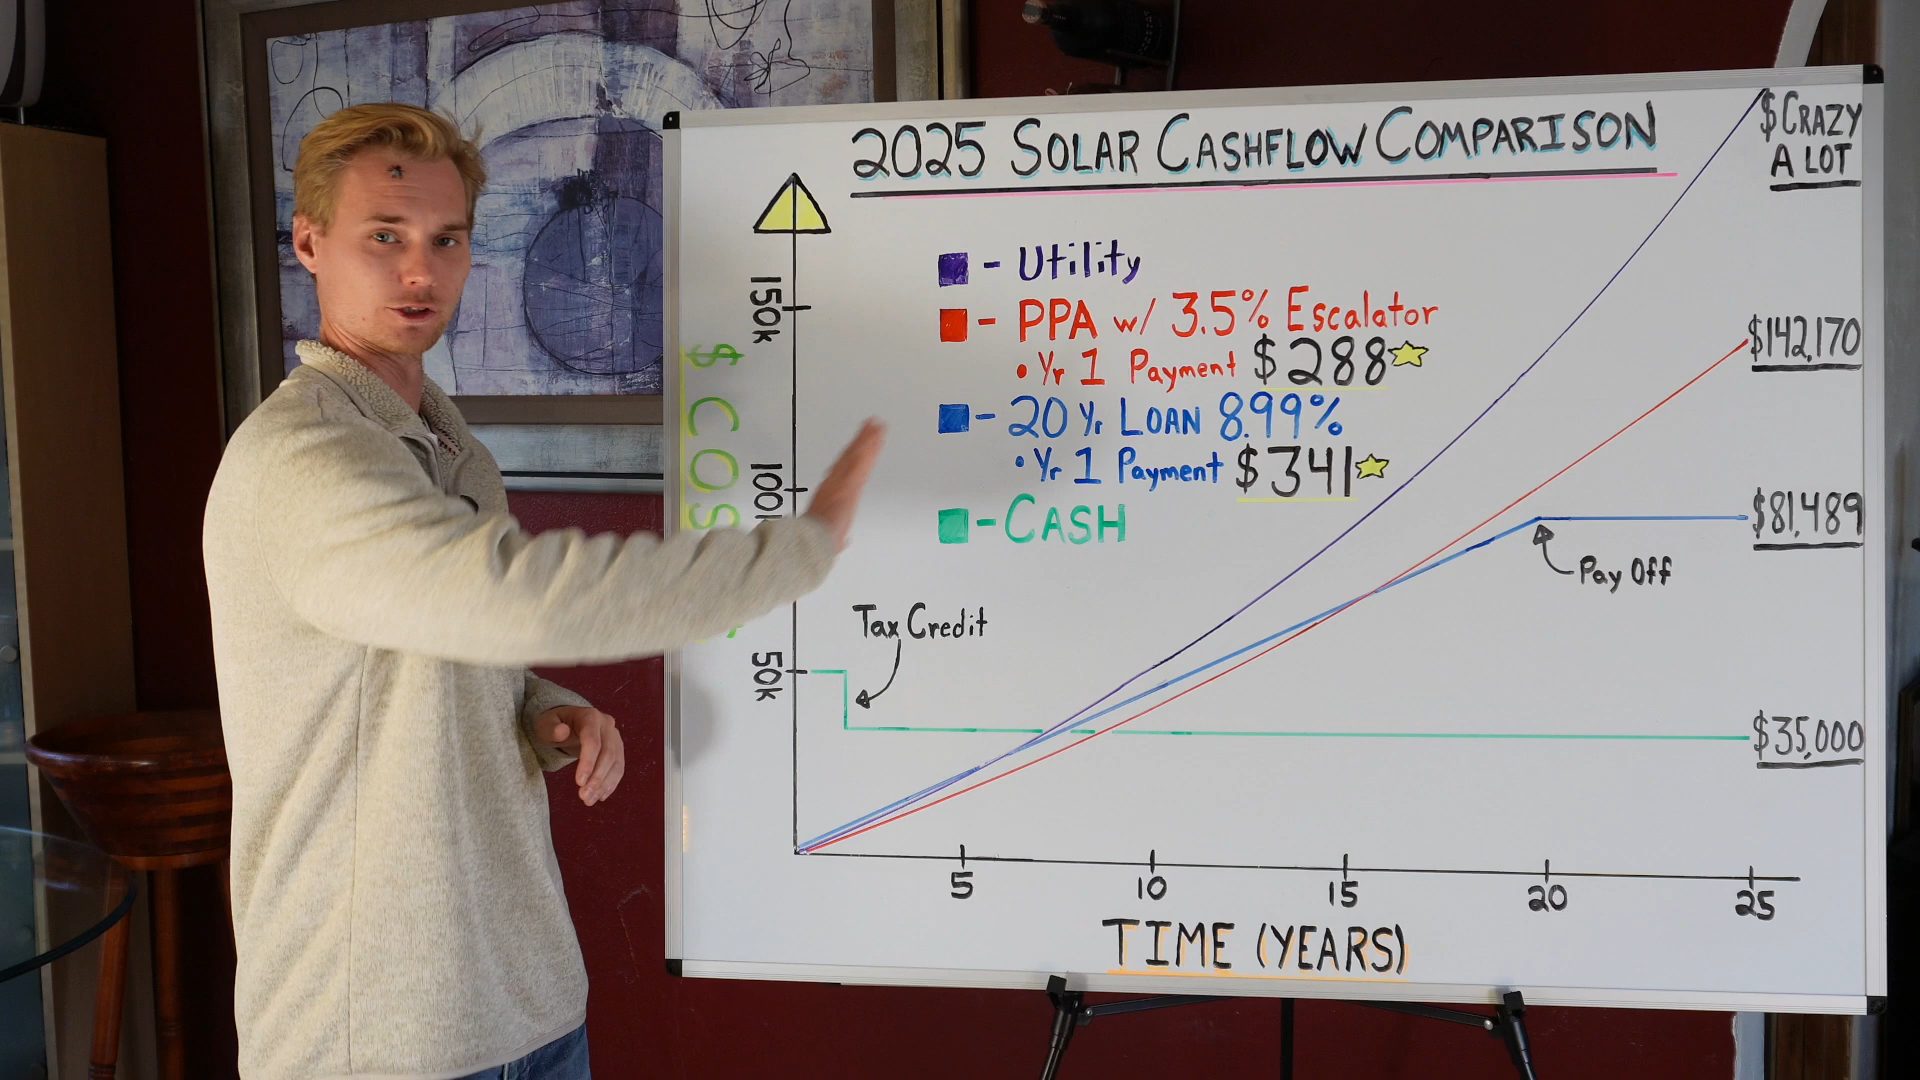 2025 SOLAR CASHFLOW COMPARISON
$ CRAZY
A LOT
- Utility
- PPA w/ 3.5% Escalator
• Yr 1 Payment $288
- 20 Yr LOAN 8.99%
• Yr 1 Payment $341
- CASH
150K
50K
$142,170
$81,489
$35,000
Pay Off
Tax Credit
5 10 15 20 25
TIME (YEARS)